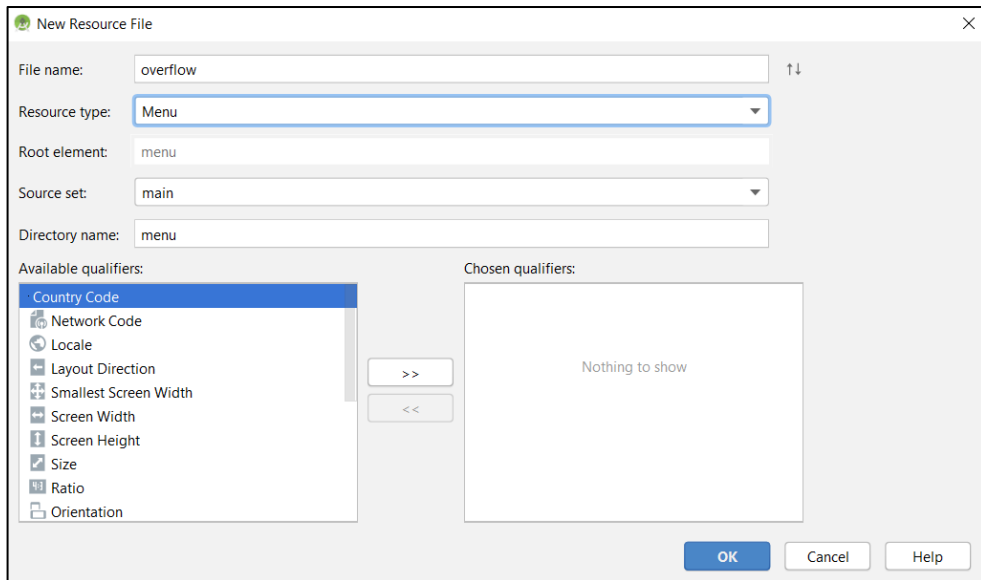 New Resource File
File name: overflow
Resource type: Menu
Root element: menu
Source set: main
Directory name: menu
Available qualifiers:
Chosen qualifiers:
Country Code
Network Code
Locale
Layout Direction
Smallest Screen Width
Screen Width
Screen Height
Size
Ratio
Orientation
>>
<<
Nothing to show
OK Cancel Help